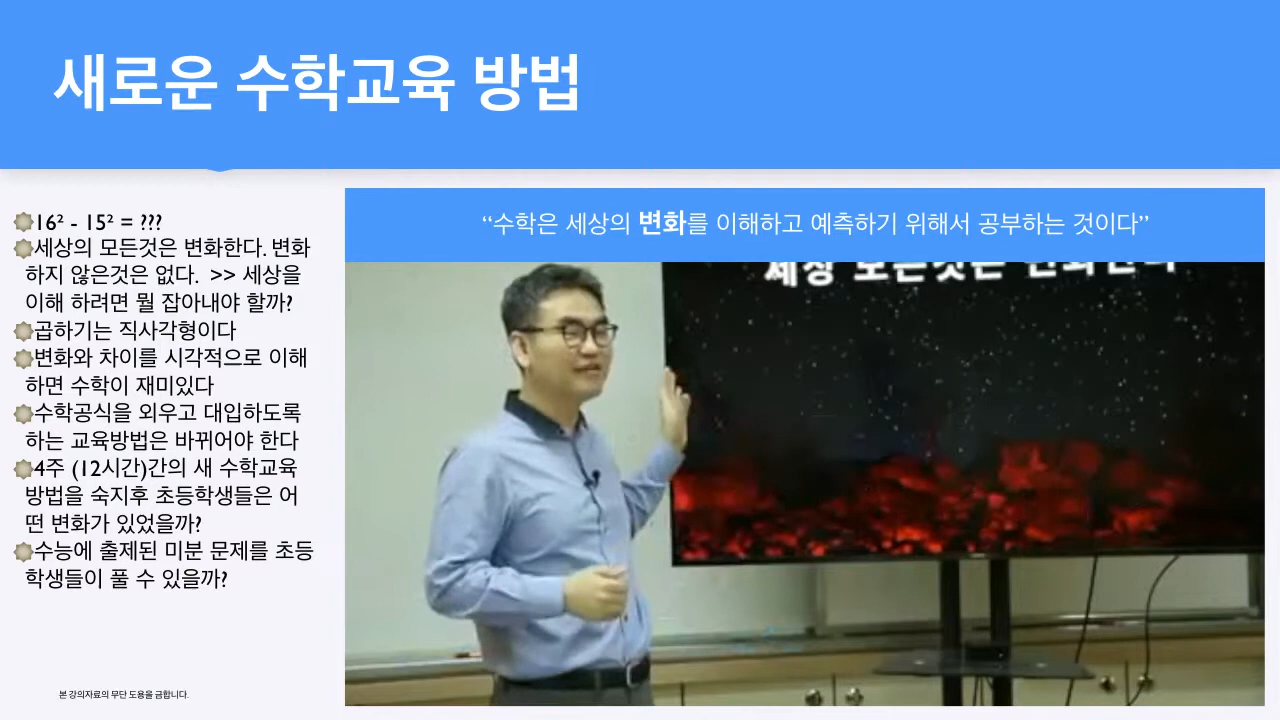 새로운 수학교육 방법
16² - 15² = ???
세상의 모든것은 변화한다. 변화
하지 않은것은 없다.  >> 세상을
이해 하려면 뭘 잡아내야 할까?
곱하기는 직사각형이다
변화와 차이를 시각적으로 이해
하면 수학이 재미있다
수학공식을 외우고 대입하도록
하는 교육방법은 바뀌어야 한다
4주 (12시간)간의 새 수학교육
방법을 숙지후 초등학생들은 어
떤 변화가 있었을까?
수능에 출제된 미분 문제를 초등
학생들이 풀 수 있을까?
본 강의자료의 무단 도용을 금합니다.
“수학은 세상의 변화를 이해하고 예측하기 위해서 공부하는 것이다”
세상 모든것은 변화한다